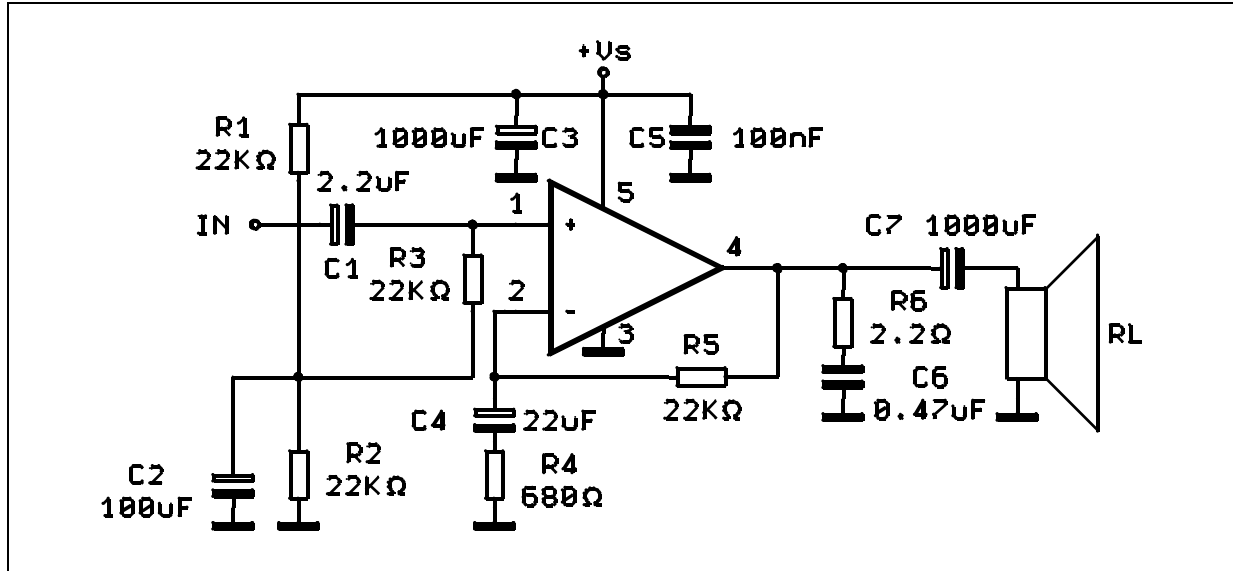 +Vs
R1
22KΩ
1000uF C3
C5 100nF
2.2uF
1
5
IN
+
C1
R3
22KΩ
2
-
3
4
C7 1000uF
R6
2.2Ω
RL
R5
22KΩ
C6
0.47uF
C4 22uF
R4
680Ω
C2
100uF
R2
22KΩ